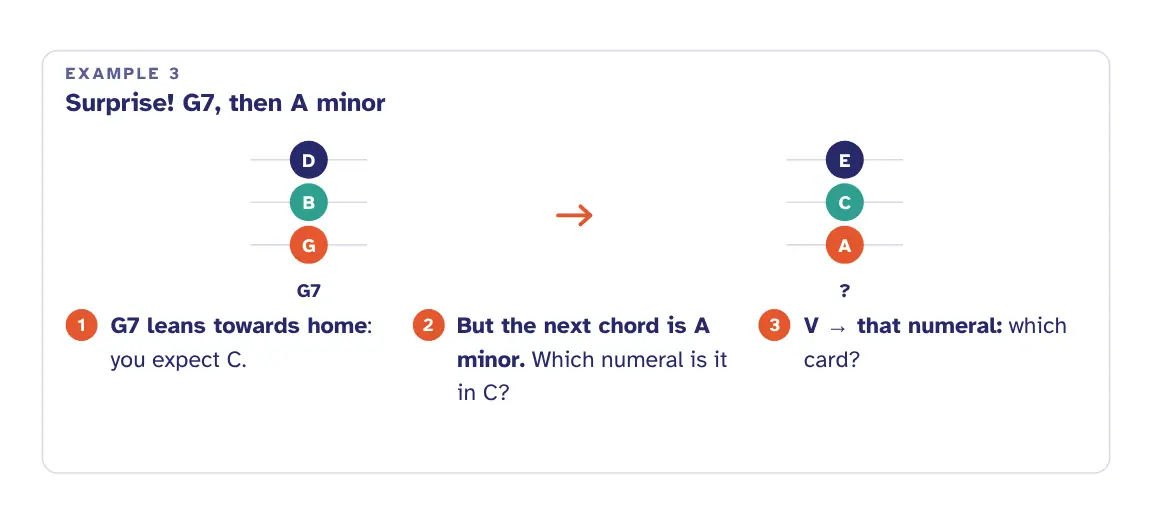 EXAMPLE 3
Surprise! G7, then A minor
D
B
G
G7
→
E
C
A
?
1 G7 leans towards home:
you expect C.
2 But the next chord is A
minor. Which numeral is it
in C?
3 V → that numeral: which
card?